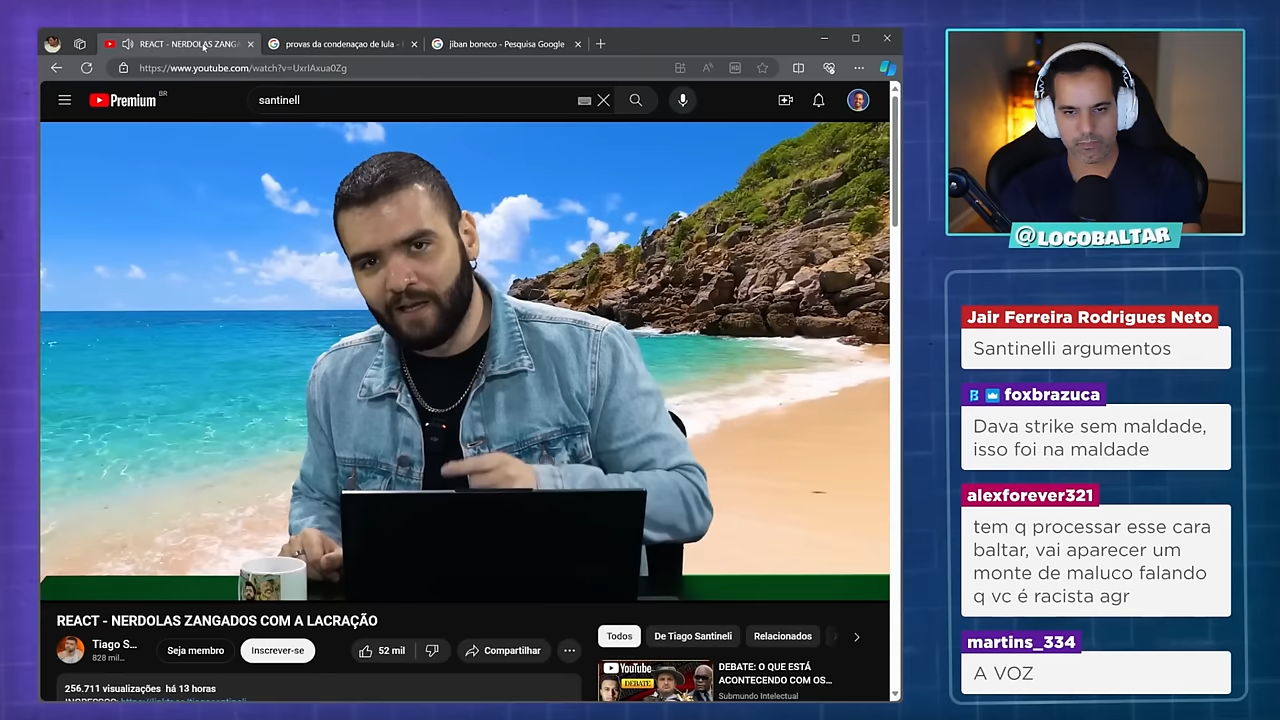 REACT - NERDOLAS ZANGA
provas da condenaçao de lula -
jiban boneco - Pesquisa Google
https://www.youtube.com/watch?v=UxrlAxua0Zg
Premium BR
santinell
@LOCOBALTAR
Jair Ferreira Rodrigues Neto
Santinelli argumentos
foxbrazuca
Dava strike sem maldade,
isso foi na maldade
alexforever321
tem q processar esse cara
baltar, vai aparecer um
monte de maluco falando
q vc é racista agr
martins_334
A VOZ
REACT - NERDOLAS ZANGADOS COM A LACRAÇÃO
Tiago S...
828 mil...
Seja membro
Inscrever-se
52 mil
Compartilhar
256.711 visualizações há 13 horas
Todos
De Tiago Santineli
Relacionados
YouTube
DEBATE
DEBATE: O QUE ESTÁ
ACONTECENDO COM OS...
Submundo Intelectual